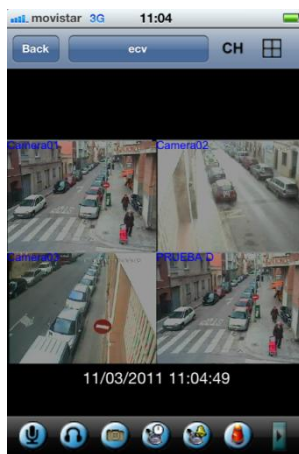 movistar 3G 11:04
Back ecv CH
Camera01 Camera02
Camera03 PRUEBA D
11/03/2011 11:04:49